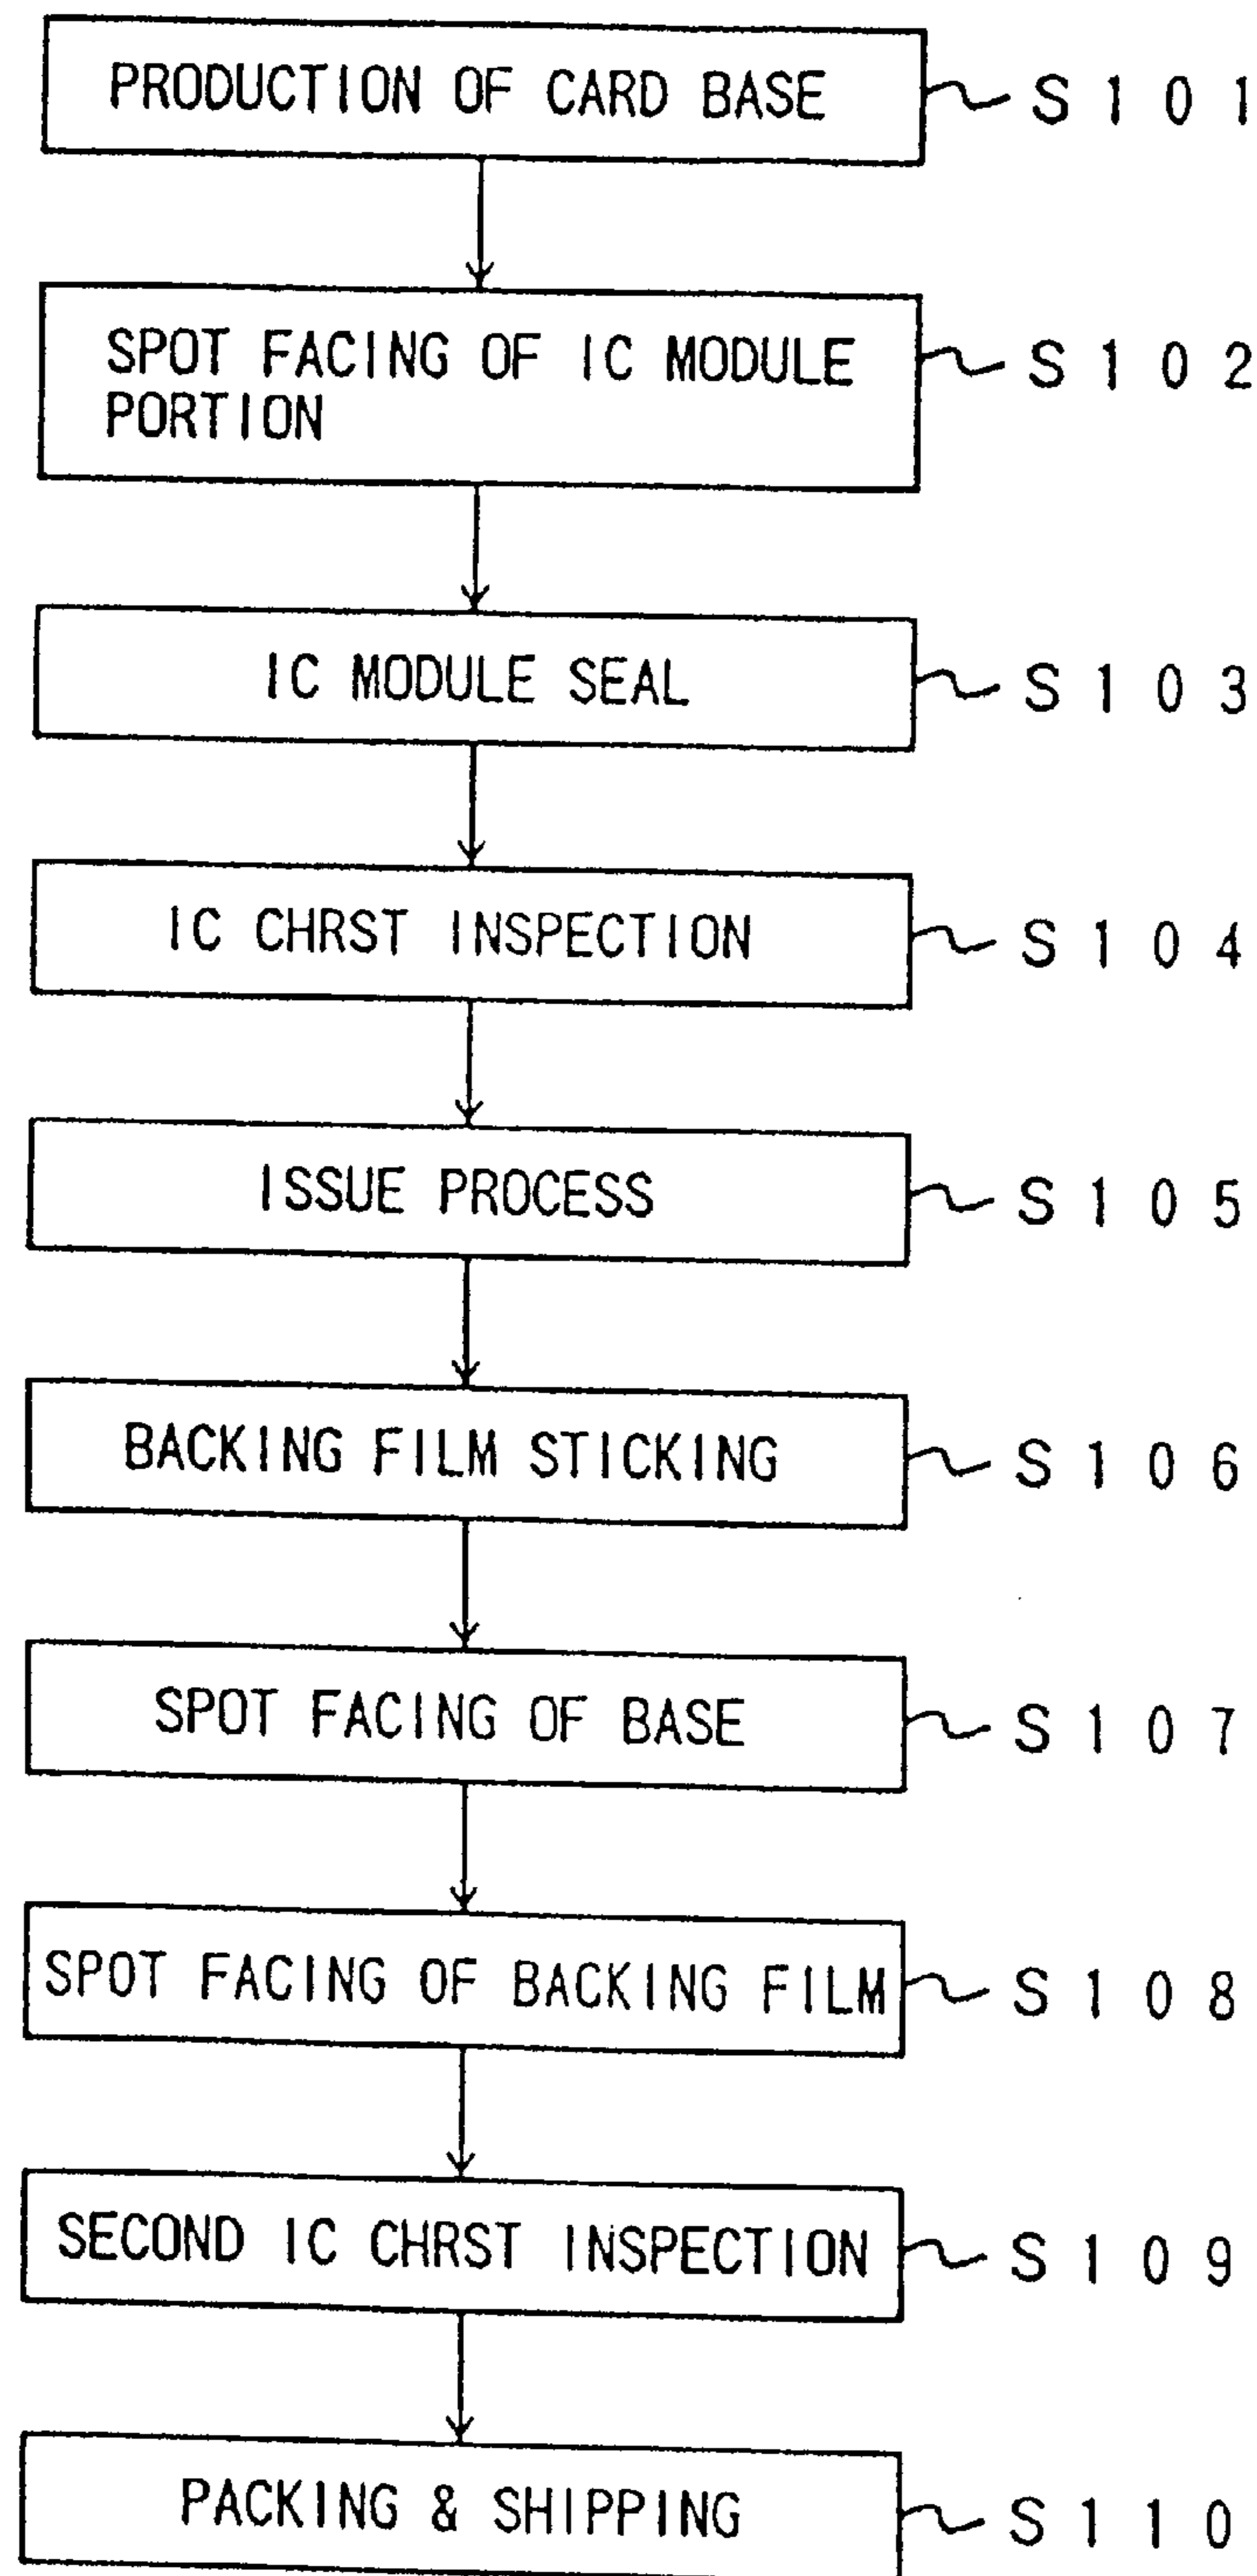 PRODUCTION OF CARD BASE S101
SPOT FACING OF IC MODULE S102
PORTION
IC MODULE SEAL S103
IC CHRST INSPECTION S104
ISSUE PROCESS S105
BACKING FILM STICKING S106
SPOT FACING OF BASE S107
SPOT FACING OF BACKING FILM S108
SECOND IC CHRST INSPECTION S109
PACKING & SHIPPING S110